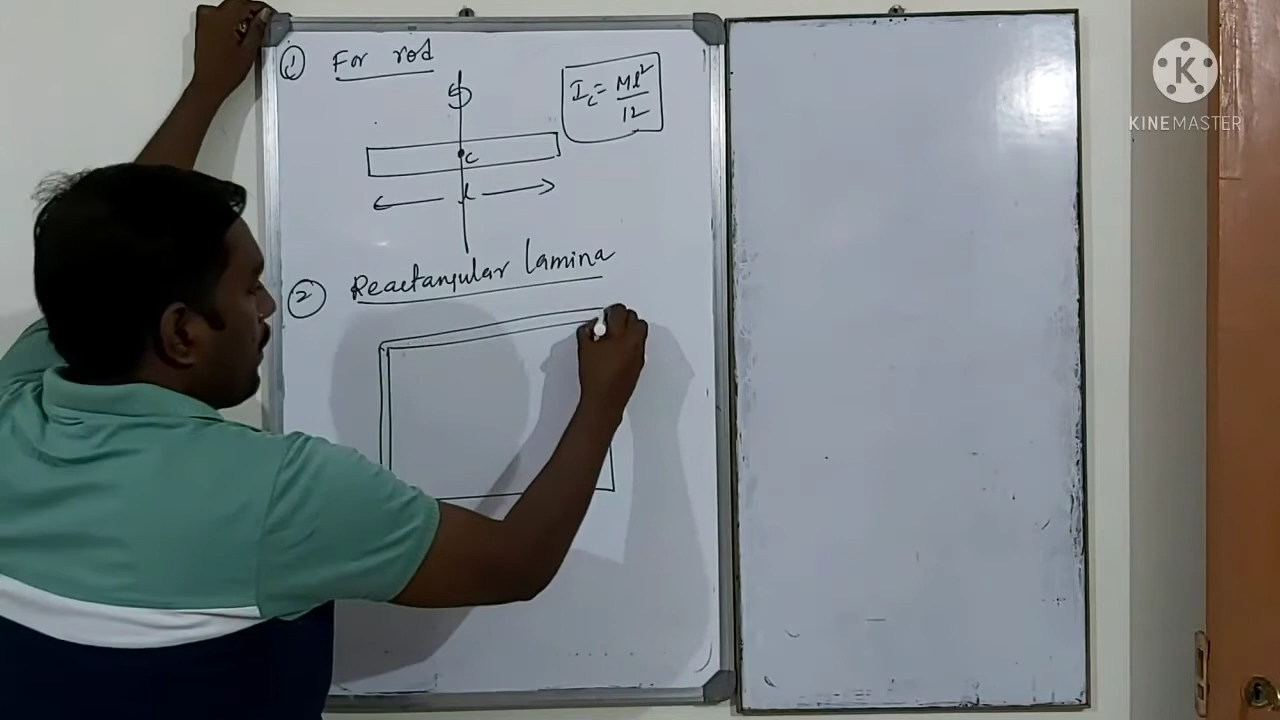 ① For rod
I_c = Ml²/12
c
l
② Reactangular lamina
K
KINEMASTER